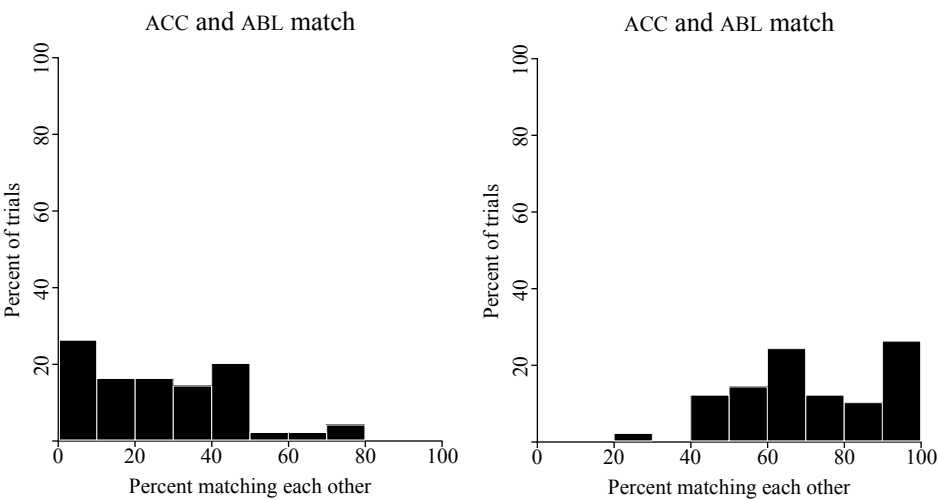 ACC and ABL match
100
80
60
40
20
Percent of trials
0 20 40 60 80 100
Percent matching each other
ACC and ABL match
100
80
60
40
20
Percent of trials
0 20 40 60 80 100
Percent matching each other